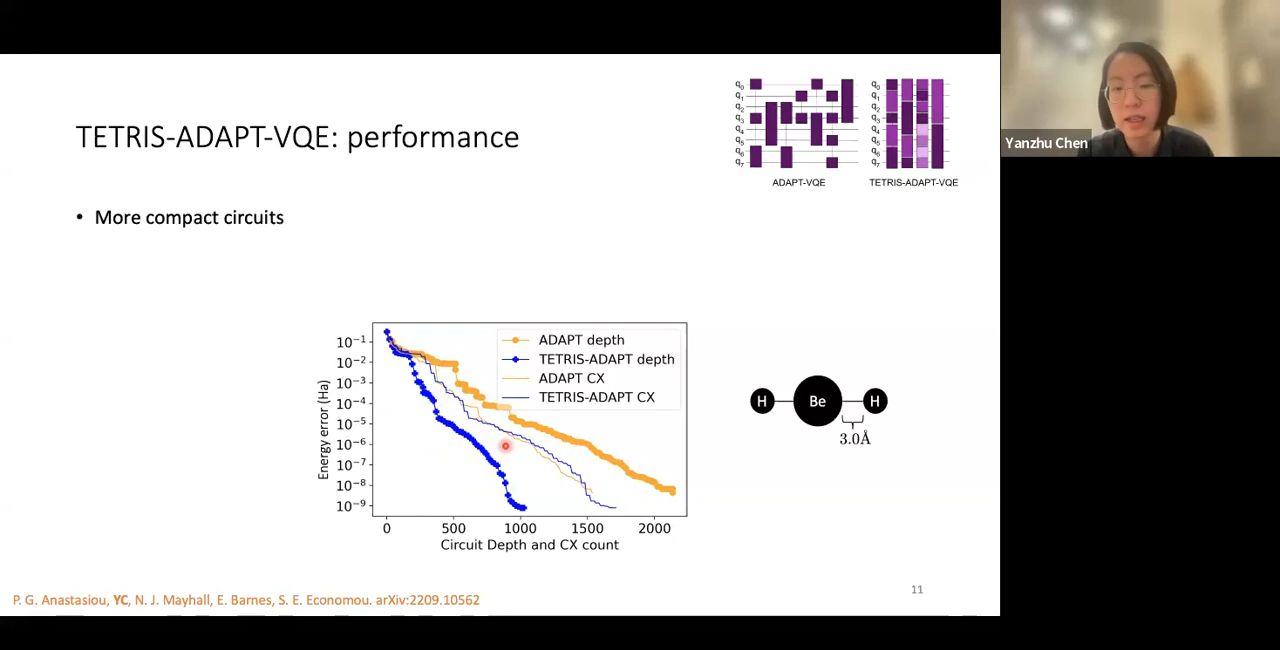 TETRIS-ADAPT-VQE: performance
q0
q1
q2
q3
q4
q5
q6
q7
ADAPT-VQE
q0
q1
q2
q3
q4
q5
q6
q7
TETRIS-ADAPT-VQE
Yanzhu Chen
• More compact circuits
ADAPT depth
TETRIS-ADAPT depth
ADAPT CX
TETRIS-ADAPT CX
Energy error (Ha)
10⁻¹
10⁻²
10⁻³
10⁻⁴
10⁻⁵
10⁻⁶
10⁻⁷
10⁻⁸
10⁻⁹
0 500 1000 1500 2000
Circuit Depth and CX count
H Be H
3.0Å
P. G. Anastasiou, YC, N. J. Mayhall, E. Barnes, S. E. Economou. arXiv:2209.10562
11